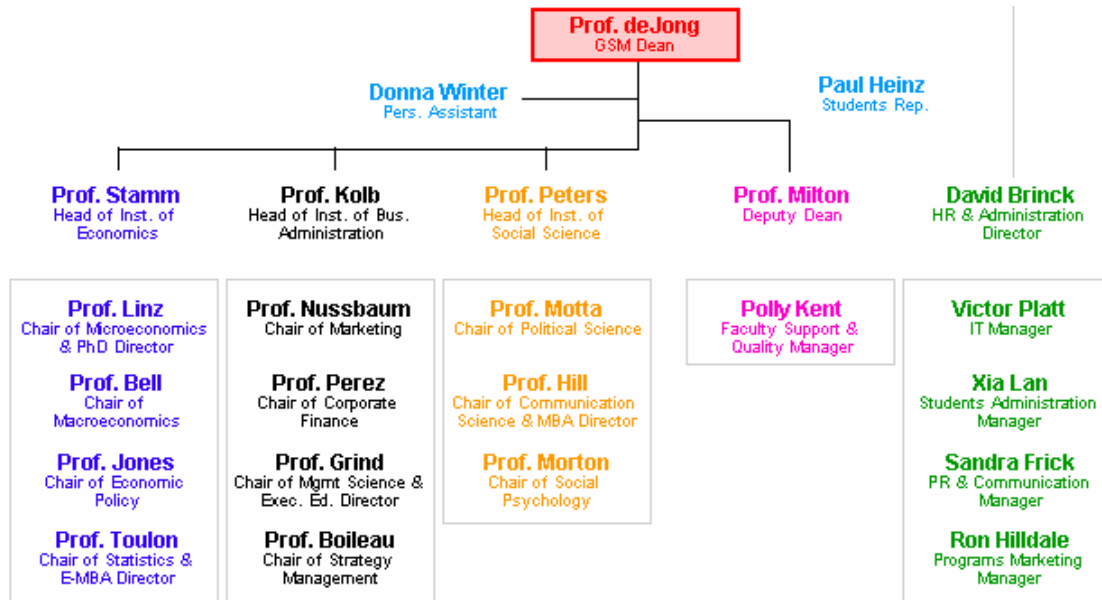 Prof. deJong
GSM Dean
Donna Winter
Pers. Assistant
Paul Heinz
Students Rep.
Prof. Stamm
Head of Inst. of
Economics
Prof. Kolb
Head of Inst. of Bus.
Administration
Prof. Peters
Head of Inst. of
Social Science
Prof. Milton
Deputy Dean
David Brinck
HR & Administration
Director
Prof. Linz
Chair of Microeconomics
& PhD Director
Prof. Bell
Chair of
Macroeconomics
Prof. Jones
Chair of Economic
Policy
Prof. Toulon
Chair of Statistics &
E-MBA Director
Prof. Nussbaum
Chair of Marketing
Prof. Perez
Chair of Corporate
Finance
Prof. Grind
Chair of Mgmt Science &
Exec. Ed. Director
Prof. Boileau
Chair of Strategy
Management
Prof. Motta
Chair of Political Science
Prof. Hill
Chair of Communication
Science & MBA Director
Prof. Morton
Chair of Social
Psychology
Polly Kent
Faculty Support &
Quality Manager
Victor Platt
IT Manager
Xia Lan
Students Administration
Manager
Sandra Frick
PR & Communication
Manager
Ron Hilldale
Programs Marketing
Manager